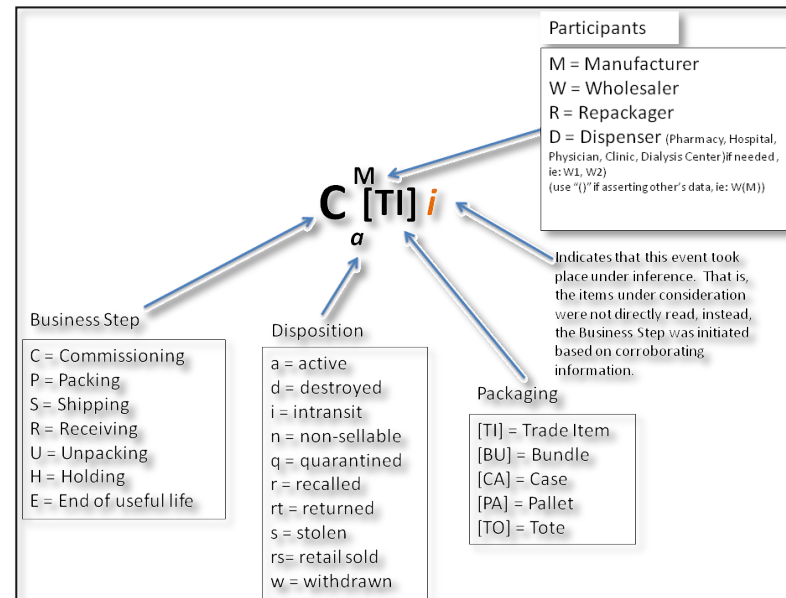 Participants
M = Manufacturer
W = Wholesaler
R = Repackager
D = Dispenser (Pharmacy, Hospital,
Physician, Clinic, Dialysis Center)if needed ,
ie: W1, W2)
(use "()" if asserting other's data, ie: W(M))
M
C [TI] i
a
Indicates that this event took
place under inference. That is,
the items under consideration
were not directly read, instead,
the Business Step was initiated
based on corroborating
information.
Business Step
C = Commissioning
P = Packing
S = Shipping
R = Receiving
U = Unpacking
H = Holding
E = End of useful life
Disposition
a = active
d = destroyed
i = intransit
n = non-sellable
q = quarantined
r = recalled
rt = returned
s = stolen
rs= retail sold
w = withdrawn
Packaging
[TI] = Trade Item
[BU] = Bundle
[CA] = Case
[PA] = Pallet
[TO] = Tote